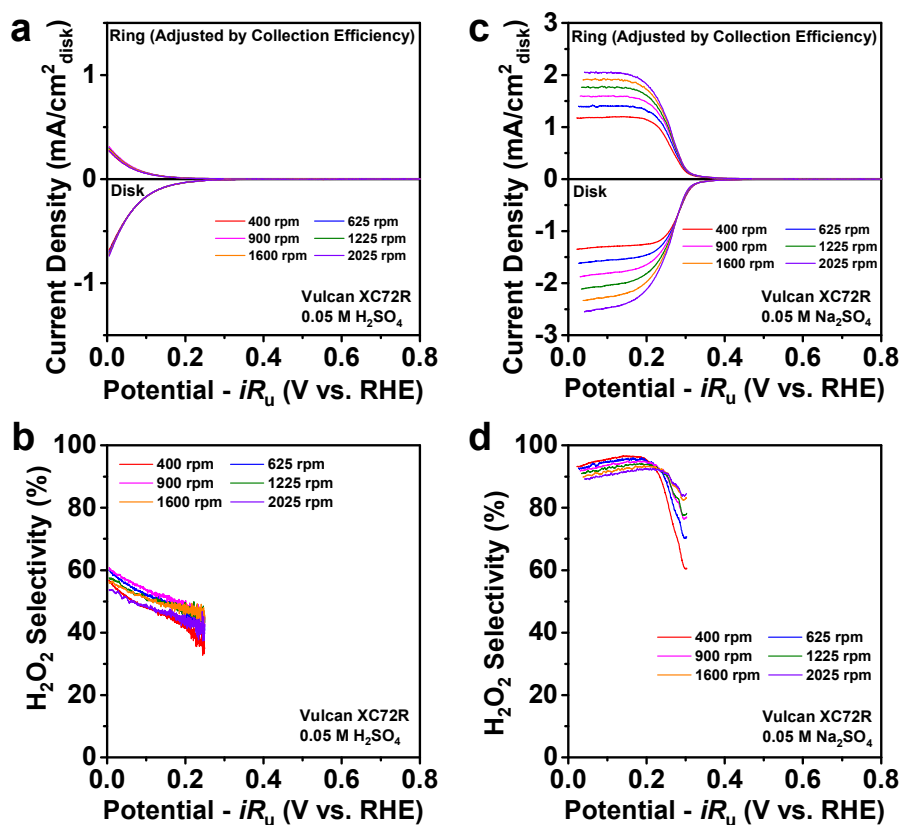 a
Ring (Adjusted by Collection Efficiency)
Current Density (mA/cm²disk)
1
0
-1
Disk
400 rpm 625 rpm
900 rpm 1225 rpm
1600 rpm 2025 rpm
Vulcan XC72R
0.05 M H₂SO₄
0.0 0.2 0.4 0.6 0.8
Potential - iRᵤ (V vs. RHE)
c
Ring (Adjusted by Collection Efficiency)
Current Density (mA/cm²disk)
3
2
1
0
-1
-2
-3
Disk
400 rpm 625 rpm
900 rpm 1225 rpm
1600 rpm 2025 rpm
Vulcan XC72R
0.05 M Na₂SO₄
0.0 0.2 0.4 0.6 0.8
Potential - iRᵤ (V vs. RHE)
b
H₂O₂ Selectivity (%)
100
80
60
40
20
0
400 rpm 625 rpm
900 rpm 1225 rpm
1600 rpm 2025 rpm
Vulcan XC72R
0.05 M H₂SO₄
0.0 0.2 0.4 0.6 0.8
Potential - iRᵤ (V vs. RHE)
d
H₂O₂ Selectivity (%)
100
80
60
40
20
0
400 rpm 625 rpm
900 rpm 1225 rpm
1600 rpm 2025 rpm
Vulcan XC72R
0.05 M Na₂SO₄
0.0 0.2 0.4 0.6 0.8
Potential - iRᵤ (V vs. RHE)